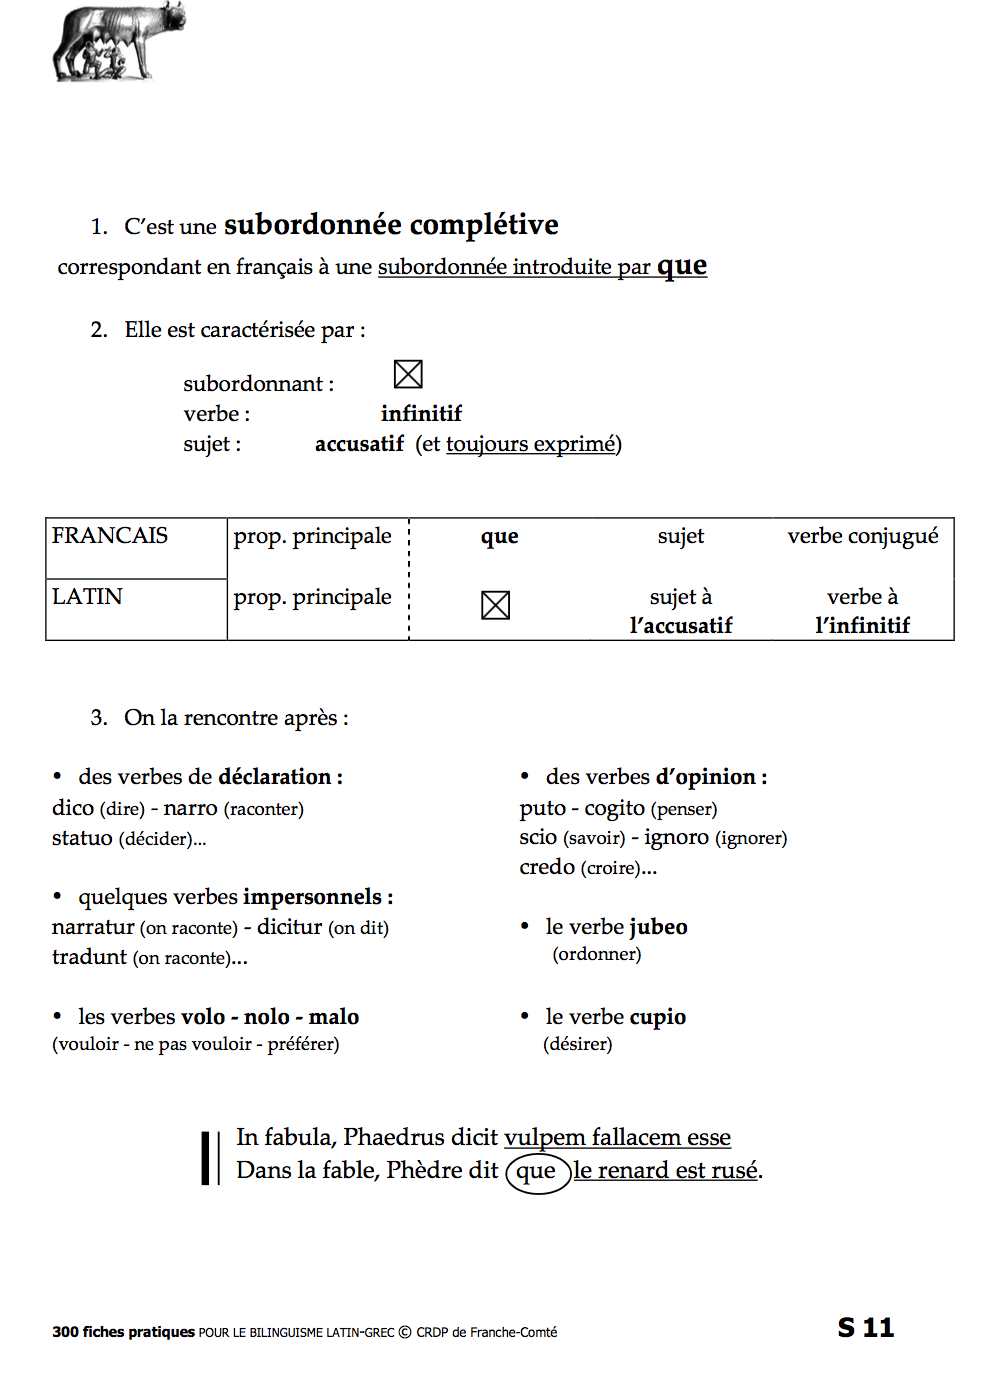 1. C’est une subordonnée complétive
correspondant en français à une subordonnée introduite par que
2. Elle est caractérisée par :
subordonnant :
verbe : infinitif
sujet : accusatif (et toujours exprimé)
FRANCAIS prop. principale que sujet verbe conjugué
LATIN prop. principale sujet à verbe à
l’accusatif l’infinitif
3. On la rencontre après :
• des verbes de déclaration :
dico (dire) - narro (raconter)
statuo (décider)...
• quelques verbes impersonnels :
narratur (on raconte) - dicitur (on dit)
tradunt (on raconte)...
• les verbes volo - nolo - malo
(vouloir - ne pas vouloir - préférer)
• des verbes d’opinion :
puto - cogito (penser)
scio (savoir) - ignoro (ignorer)
credo (croire)...
• le verbe jubeo
(ordonner)
• le verbe cupio
(désirer)
In fabula, Phaedrus dicit vulpem fallacem esse
Dans la fable, Phèdre dit que le renard est rusé.
300 fiches pratiques POUR LE BILINGUISME LATIN-GREC © CRDP de Franche-Comté
S 11